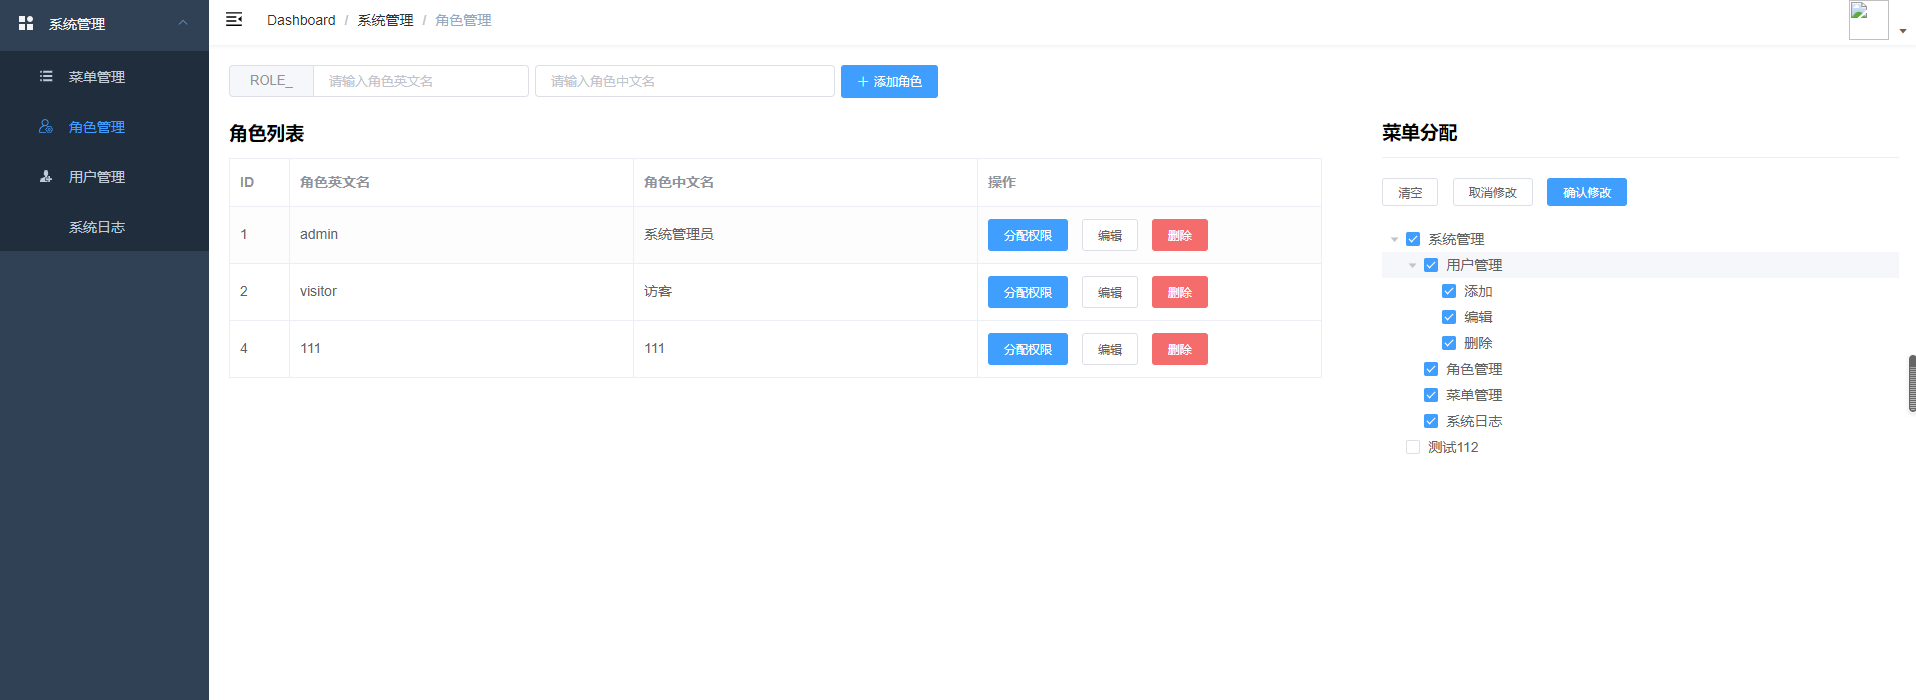 系统管理
菜单管理
角色管理
用户管理
系统日志
Dashboard / 系统管理 / 角色管理
ROLE_ 请输入角色英文名 请输入角色中文名 添加角色
角色列表
ID 角色英文名 角色中文名 操作
1 admin 系统管理员 分配权限 编辑 删除
2 visitor 访客 分配权限 编辑 删除
4 111 111 分配权限 编辑 删除
菜单分配
清空 取消修改 确认修改
系统管理
用户管理
添加
编辑
删除
角色管理
菜单管理
系统日志
测试112